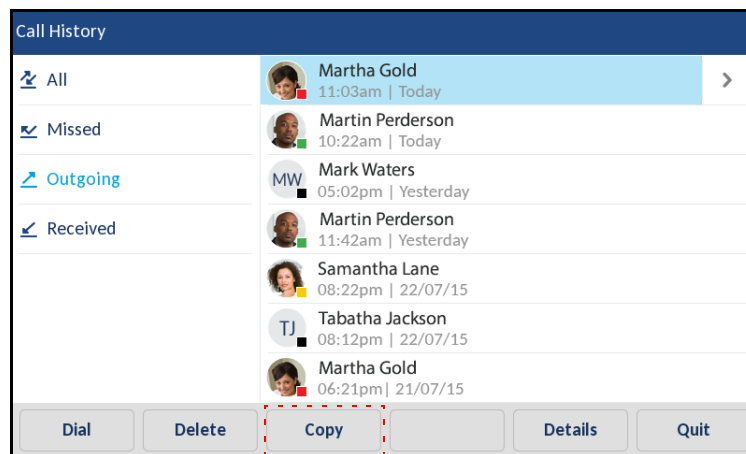 Call History
All
Missed
Outgoing
Received
Martha Gold
11:03am | Today
Martin Perderson
10:22am | Today
MW
Mark Waters
05:02pm | Yesterday
Martin Perderson
11:42am | Yesterday
Samantha Lane
08:22pm | 22/07/15
TJ
Tabatha Jackson
08:12pm | 22/07/15
Martha Gold
06:21pm| 21/07/15
Dial Delete Copy Details Quit